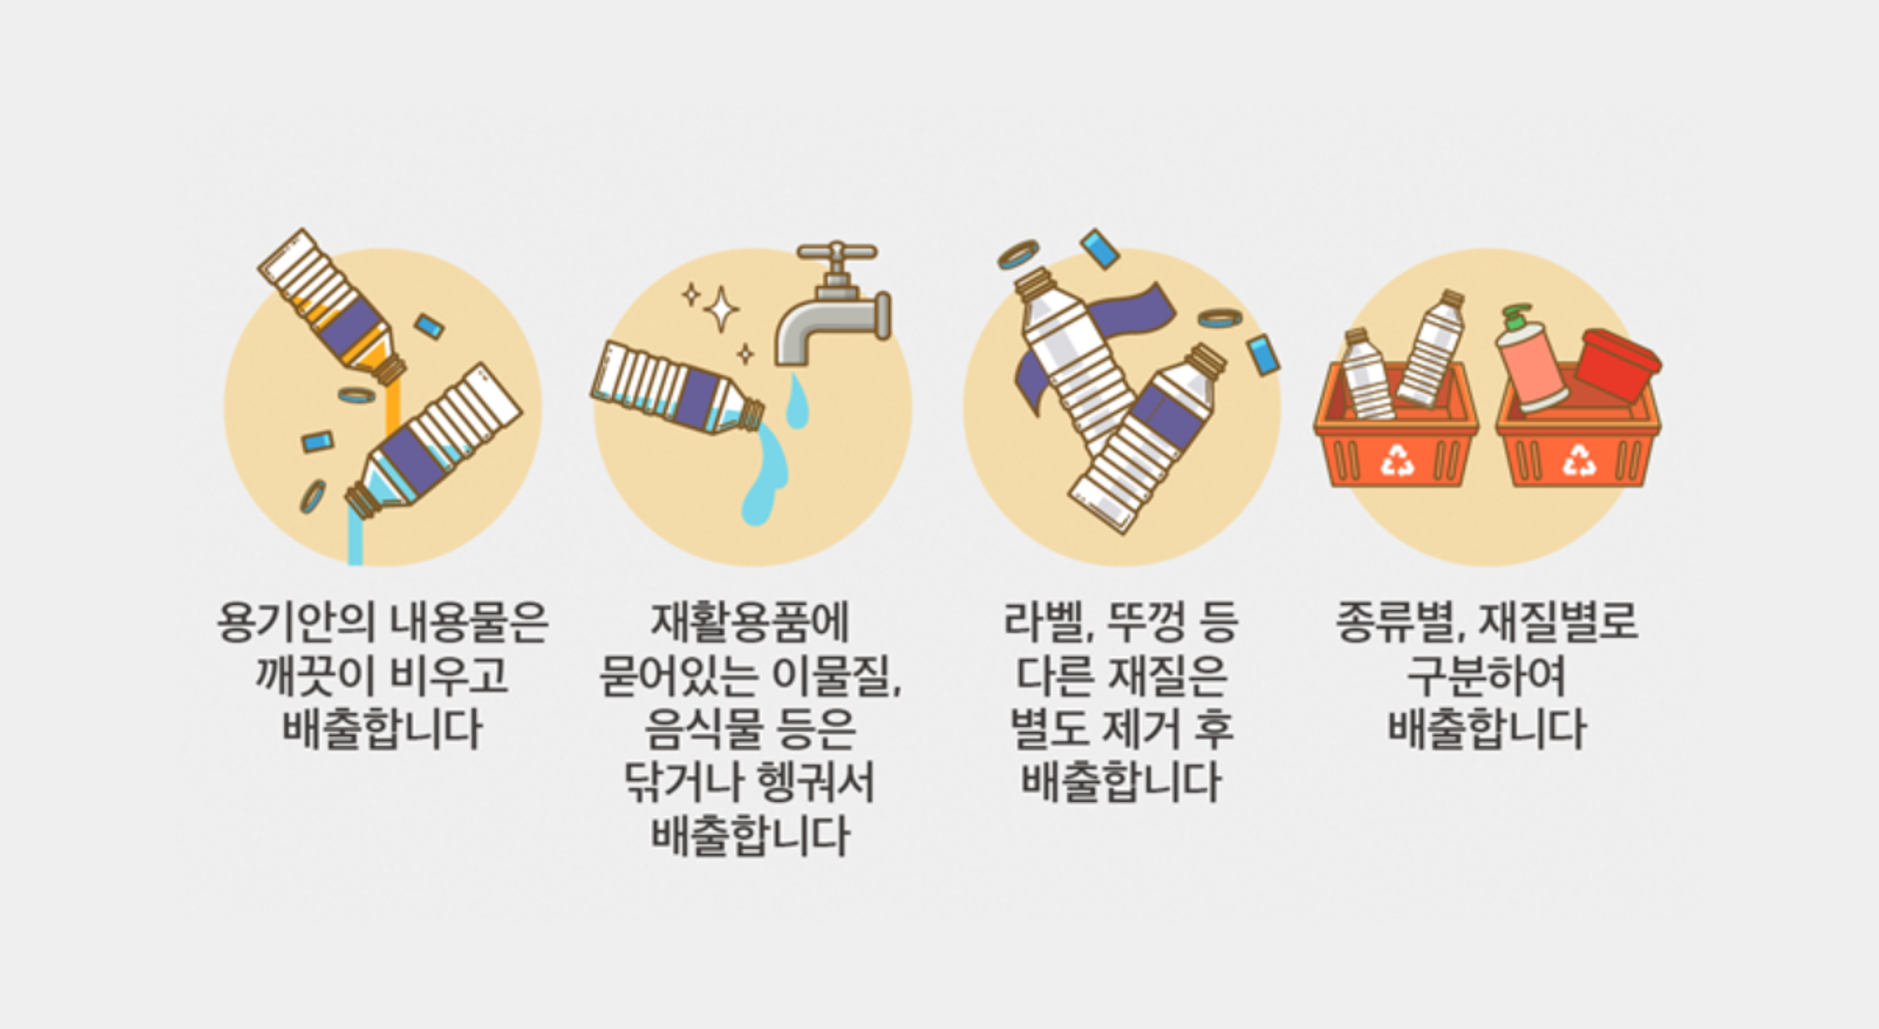 용기안의 내용물은
깨끗이 비우고
배출합니다
재활용품에
묻어있는 이물질,
음식물 등은
닦거나 헹궈서
배출합니다
라벨, 뚜껑 등
다른 재질은
별도 제거 후
배출합니다
종류별, 재질별로
구분하여
배출합니다